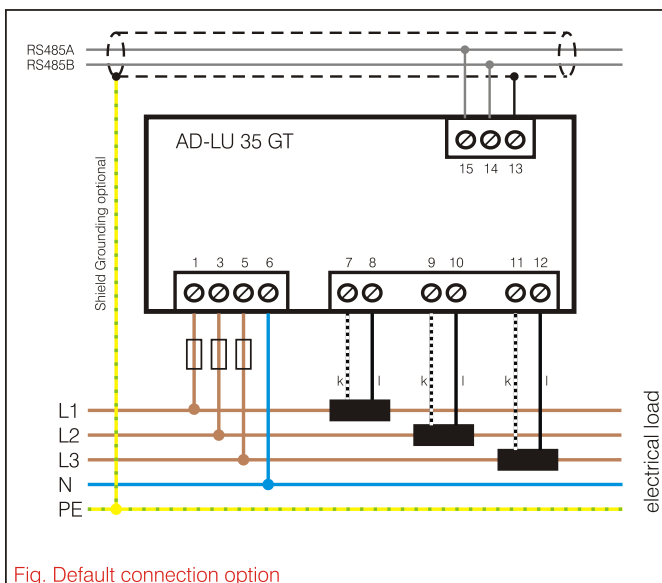 RS485A
RS485B
AD-LU 35 GT
15 14 13
Shield Grounding optional
1 3 5 6 7 8 9 10 11 12
k l k l k l
L1
L2
L3
N
PE
electrical load
Fig. Default connection option